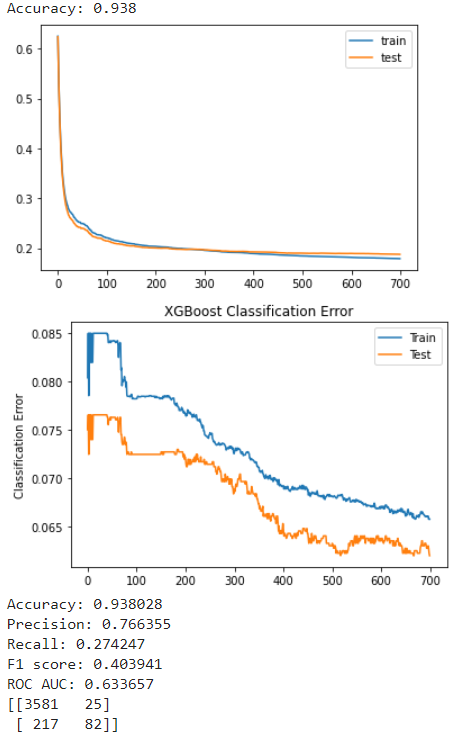 Accuracy: 0.938
train
test
0.6
0.5
0.4
0.3
0.2
0 100 200 300 400 500 600 700
XGBoost Classification Error
Train
Test
Classification Error
0.085
0.080
0.075
0.070
0.065
0 100 200 300 400 500 600 700
Accuracy: 0.938028
Precision: 0.766355
Recall: 0.274247
F1 score: 0.403941
ROC AUC: 0.633657
[[3581 25]
[ 217 82]]